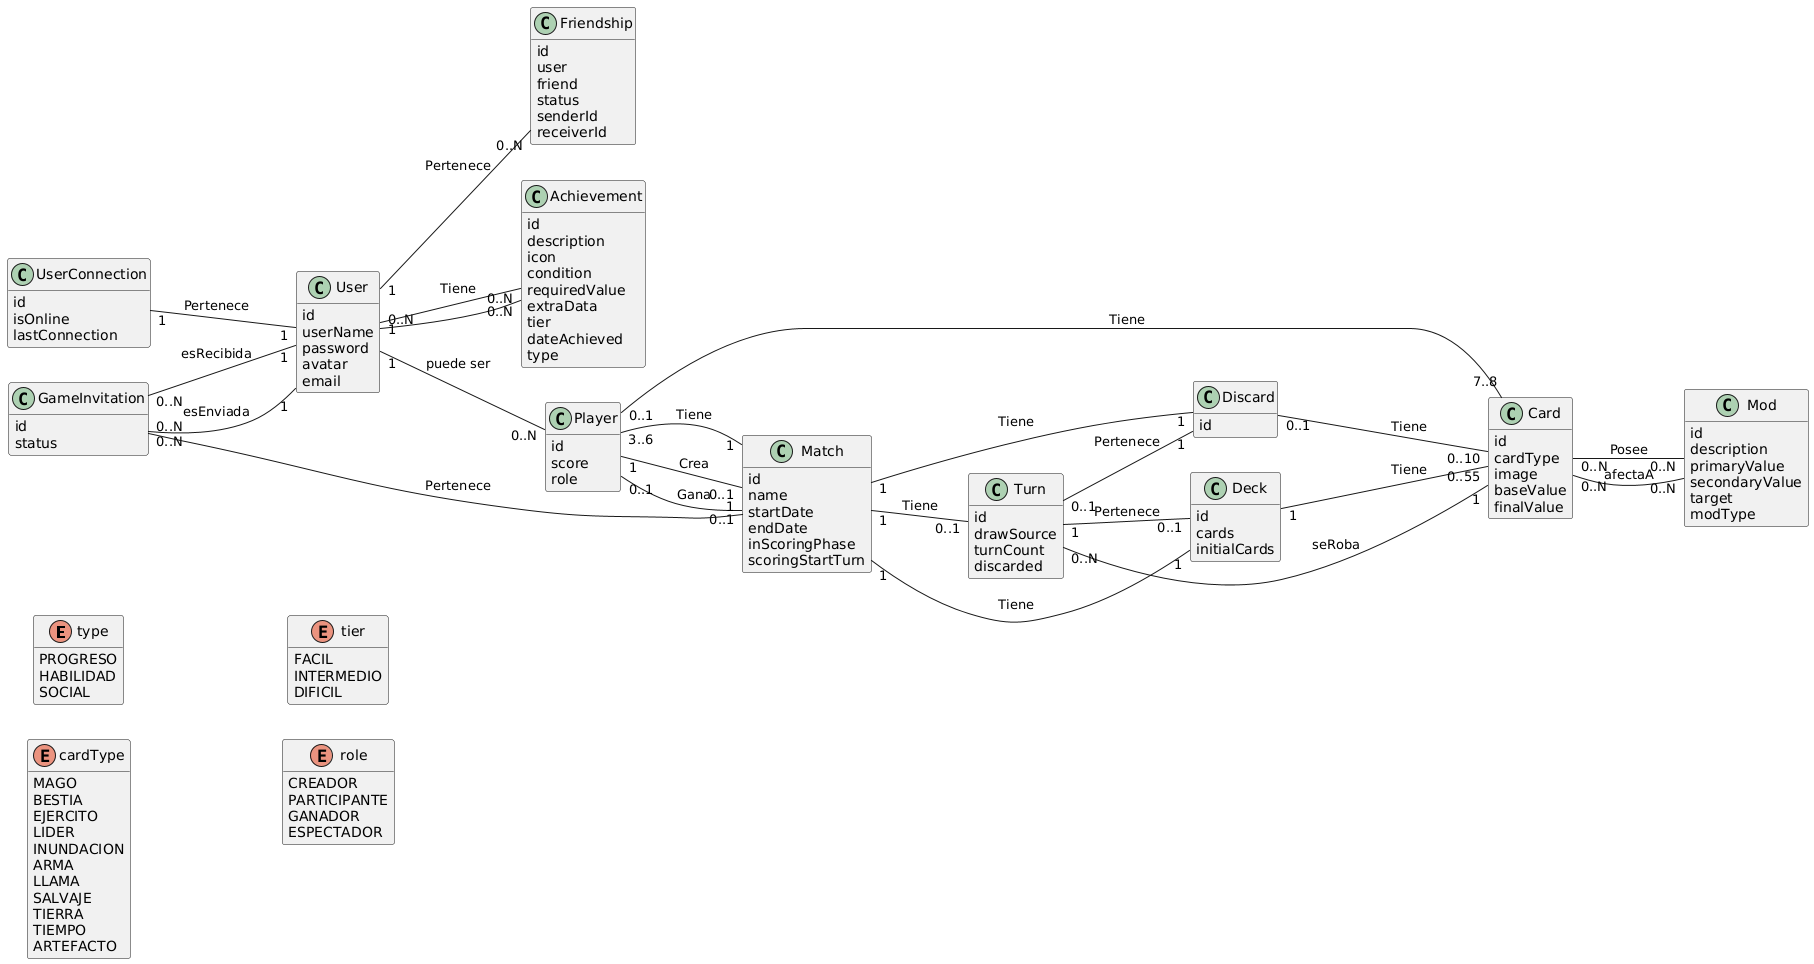 Friendship
id
user
friend
status
senderId
receiverId
0..N
Pertenece
1
Achievement
id
description
icon
condition
requiredValue
extraData
tier
dateAchieved
type
UserConnection
id
isOnline
lastConnection
Pertenece
1
1
User
id
userName
password
avatar
email
Tiene
0..N
0..N
0..N
1
esRecibida
1
0..N
GameInvitation
id
status
esEnviada
1
0..N
0..N
Pertenece
0..1
puede ser
1
0..N
Player
id
score
role
Tiene
0..1
7..8
Tiene
3..6
1
Crea
1
0..1
Gana
0..1
1
Match
id
name
startDate
endDate
inScoringPhase
scoringStartTurn
Tiene
1
1
Tiene
1
0..1
Tiene
1
1
Turn
id
drawSource
turnCount
discarded
Pertenece
0..1
1
Pertenece
1
0..1
seRoba
0..N
1
Discard
id
Tiene
0..1
0..10
Deck
id
cards
initialCards
Tiene
1
0..55
Card
id
cardType
image
baseValue
finalValue
Posee
0..N
0..N
afectaA
0..N
0..N
Mod
id
description
primaryValue
secondaryValue
target
modType
type
PROGRESO
HABILIDAD
SOCIAL
tier
FACIL
INTERMEDIO
DIFICIL
cardType
MAGO
BESTIA
EJERCITO
LIDER
INUNDACION
ARMA
LLAMA
SALVAJE
TIERRA
TIEMPO
ARTEFACTO
role
CREADOR
PARTICIPANTE
GANADOR
ESPECTADOR